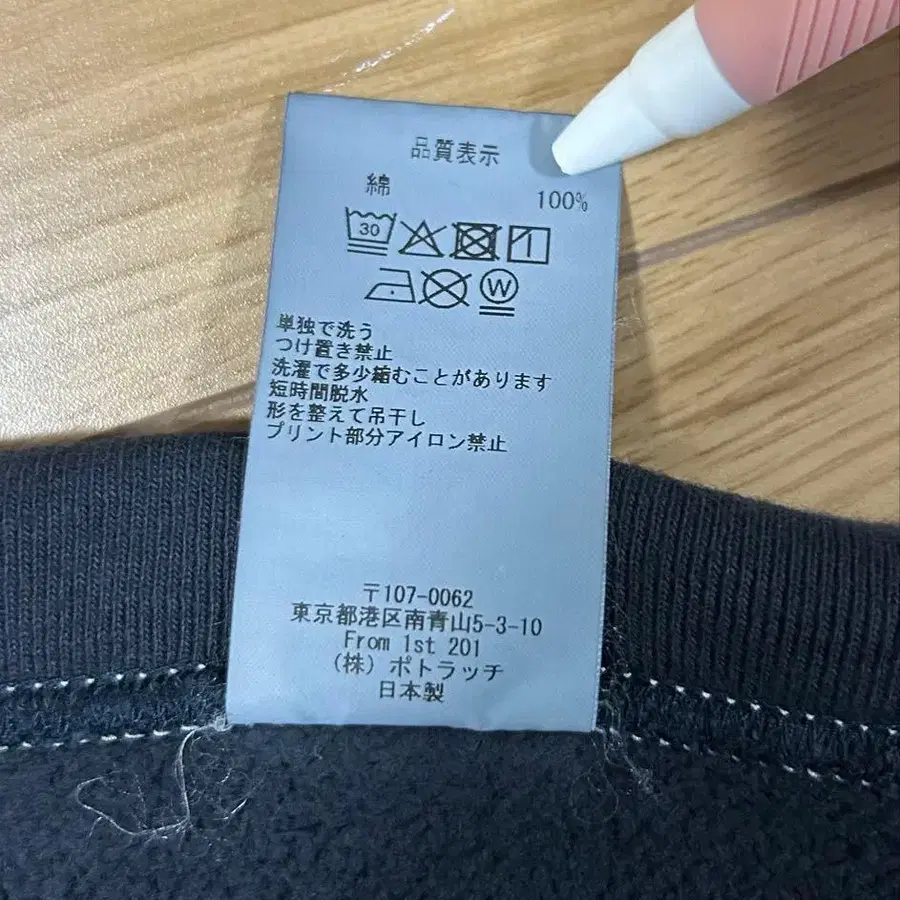 品質表示
綿 100%
30
W
単独で洗う
つけ置き禁止
洗濯で多少縮むことがあります
短時間脱水
形を整えて吊干し
プリント部分アイロン禁止
〒107-0062
東京都港区南青山5-3-10
From 1st 201
(株) ポトラッチ
日本製